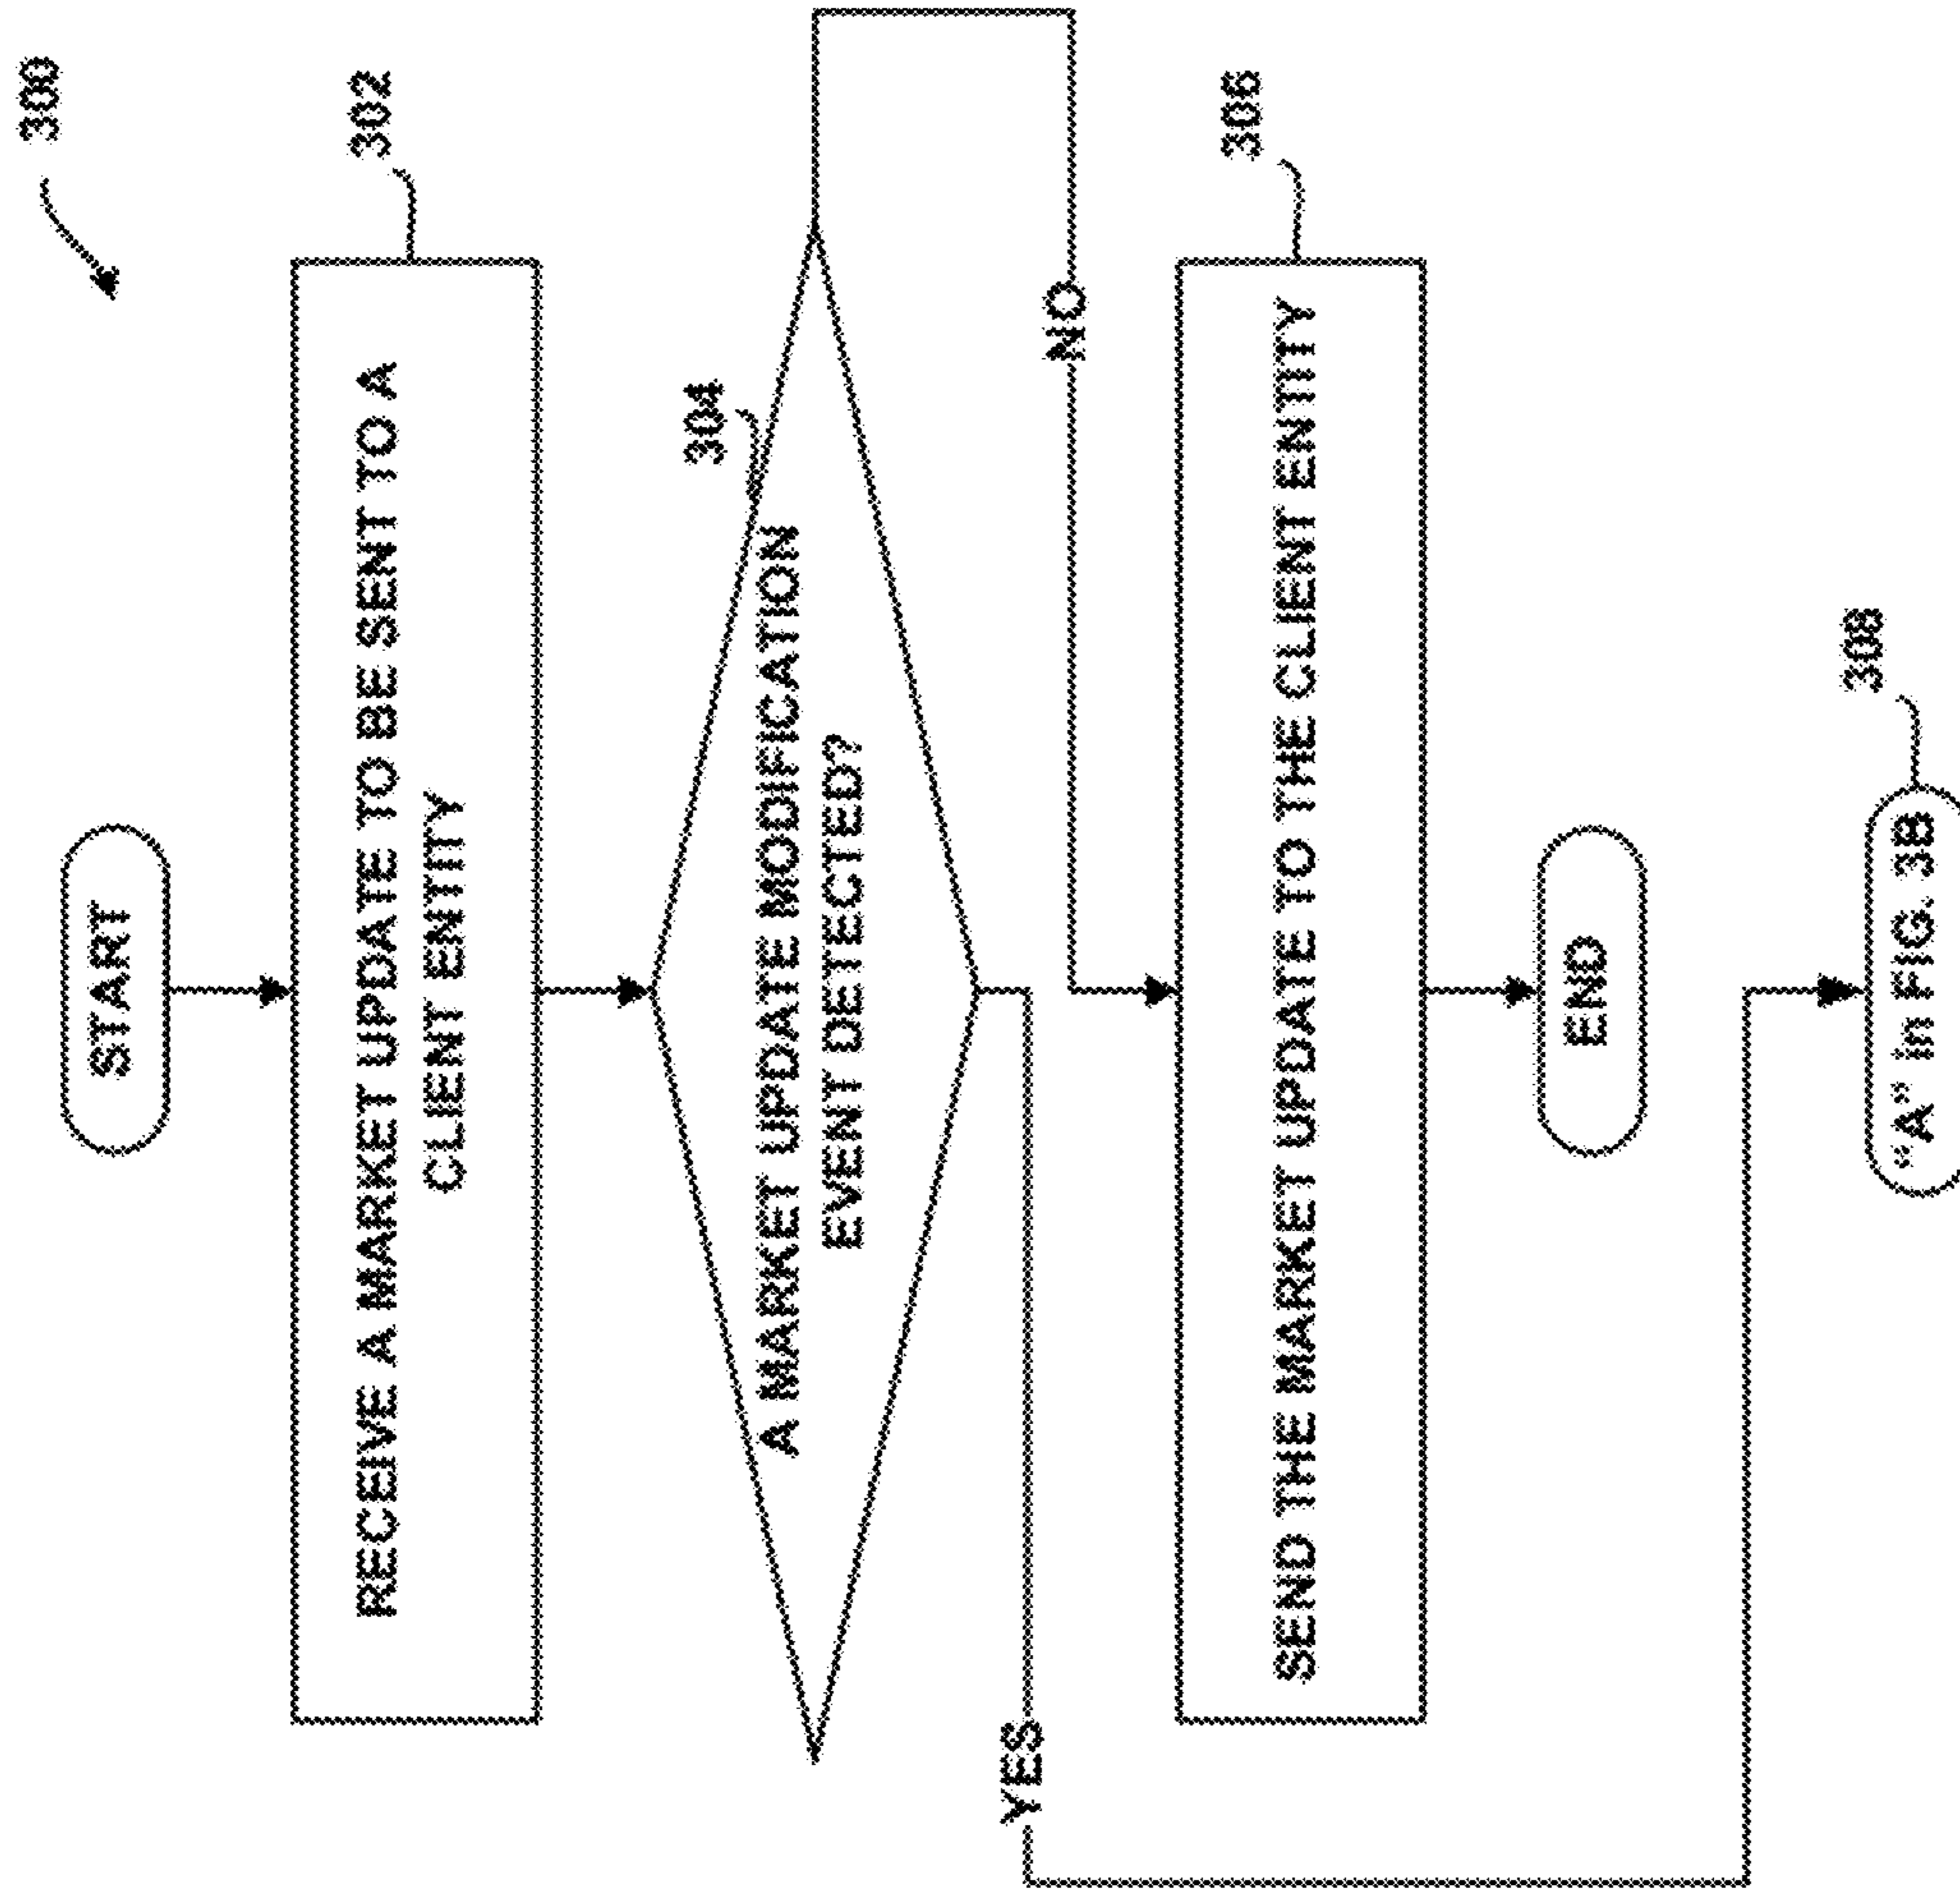 300
START
302
RECEIVE A MARKET UPDATE TO BE SENT TO A
CLIENT ENTITY
304
A MARKET UPDATE MODIFICATION
EVENT DETECTED?
NO
YES
306
SEND THE MARKET UPDATE TO THE CLIENT ENTITY
END
308
“A” in FIG. 3B